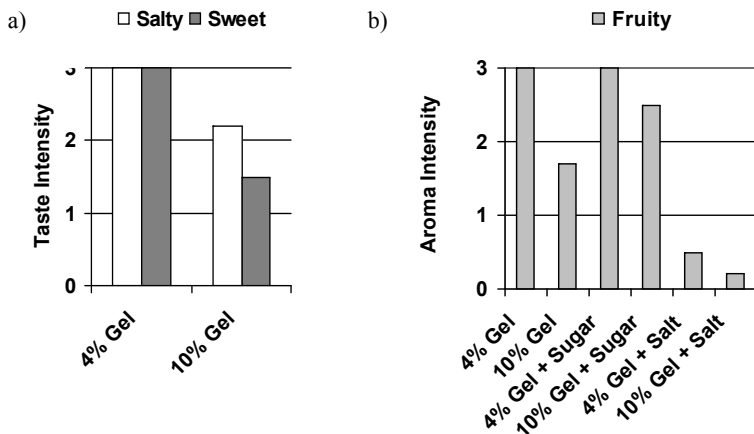 a)
Salty Sweet
Taste Intensity
3
2
1
0
4% Gel
10% Gel
b)
Fruity
Aroma Intensity
3
2
1
0
4% Gel
10% Gel
4% Gel + Sugar
10% Gel + Sugar
4% Gel + Salt
10% Gel + Salt